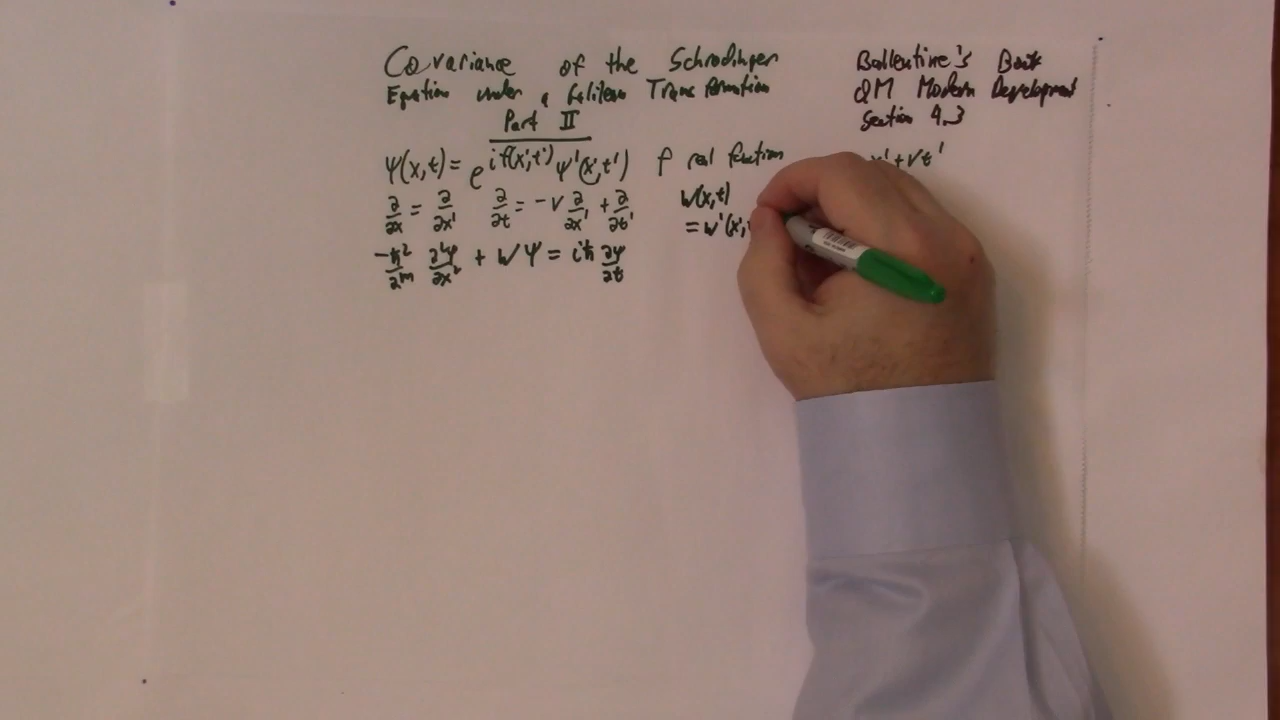 Covariance of the Schrodinger
Equation under a Galilean Transformation
Part II
Ballentine's Book
QM Modern Development
Section 4.3
ψ(x,t) = e^{if(x',t')} ψ'(x',t') f real function
x' + vt'
∂/∂x = ∂/∂x' ∂/∂t = -v ∂/∂x' + ∂/∂t'
W(x,t)
= W'(x',
-ħ²/2m ∂²ψ/∂x² + Wψ = iħ ∂ψ/∂t